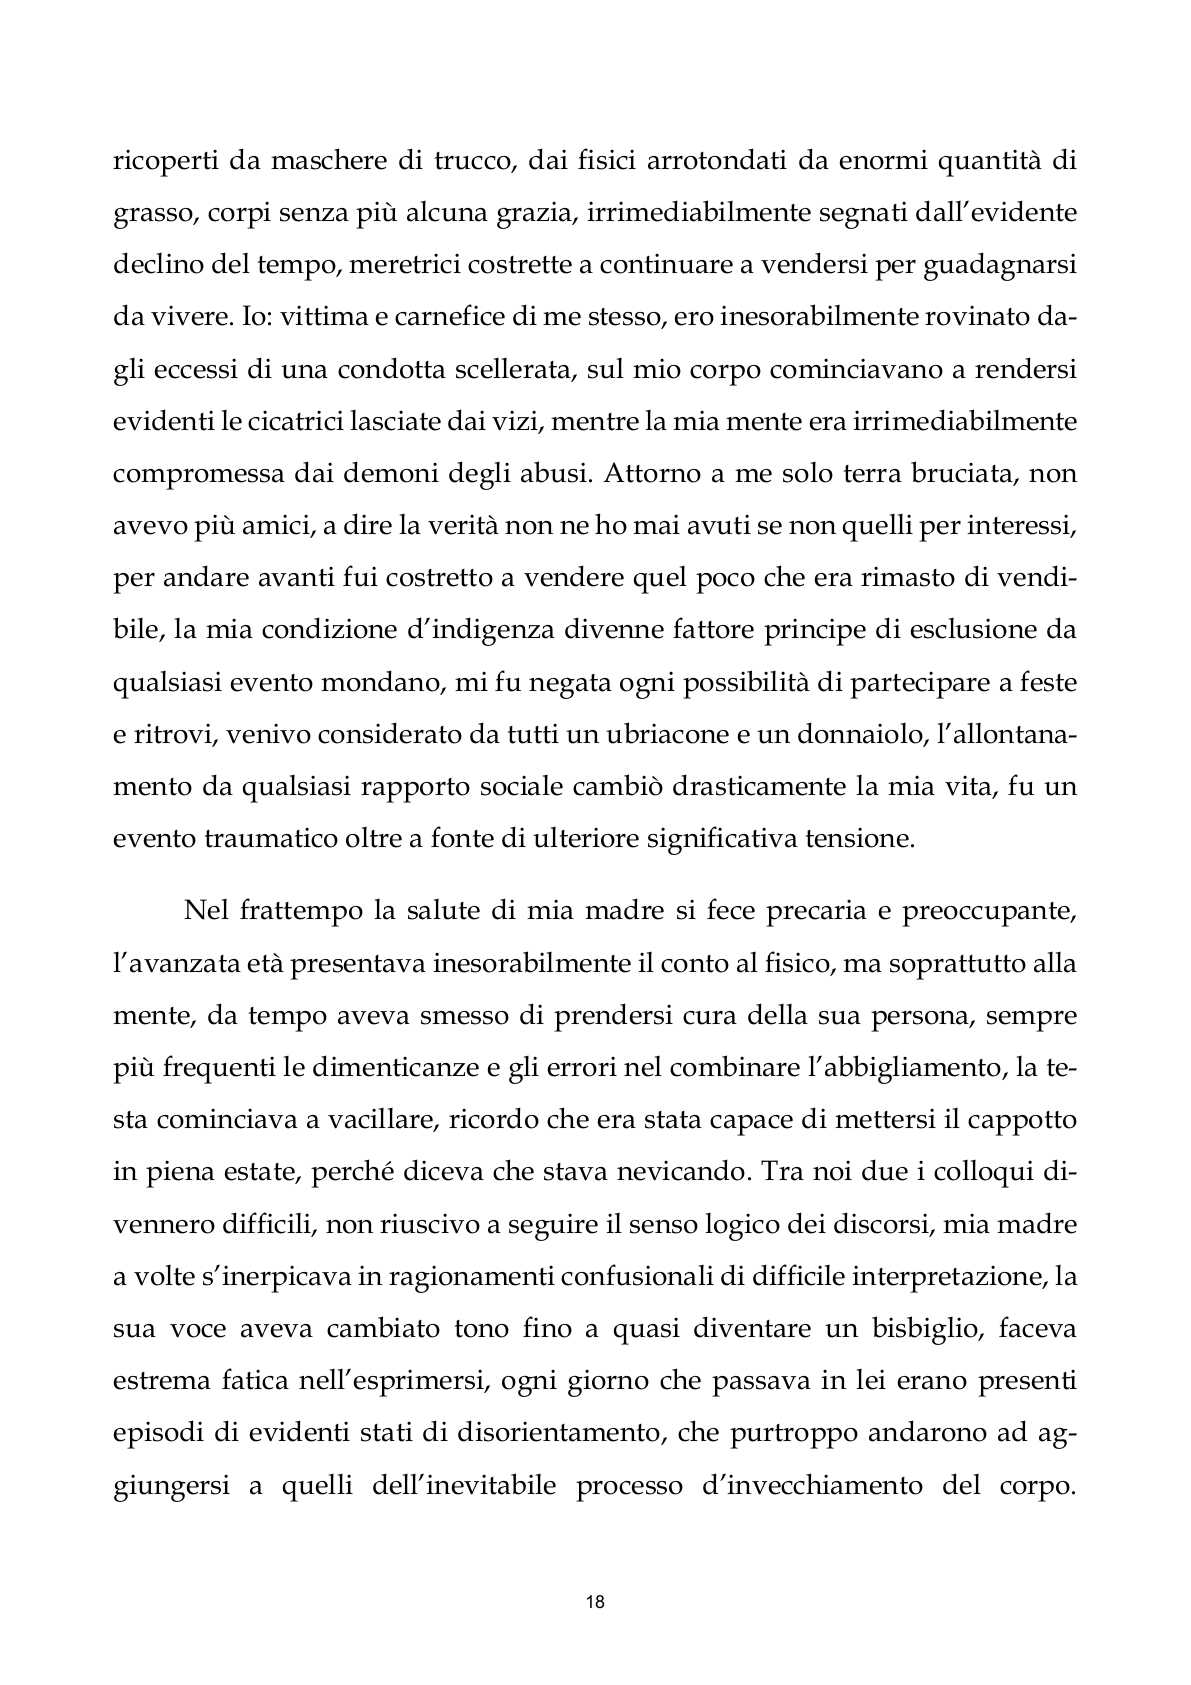 ricoperti da maschere di trucco, dai fisici arrotondati da enormi quantità di
grasso, corpi senza più alcuna grazia, irrimediabilmente segnati dall’evidente
declino del tempo, meretrici costrette a continuare a vendersi per guadagnarsi
da vivere. Io: vittima e carnefice di me stesso, ero inesorabilmente rovinato da-
gli eccessi di una condotta scellerata, sul mio corpo cominciavano a rendersi
evidenti le cicatrici lasciate dai vizi, mentre la mia mente era irrimediabilmente
compromessa dai demoni degli abusi. Attorno a me solo terra bruciata, non
avevo più amici, a dire la verità non ne ho mai avuti se non quelli per interessi,
per andare avanti fui costretto a vendere quel poco che era rimasto di vendi-
bile, la mia condizione d’indigenza divenne fattore principe di esclusione da
qualsiasi evento mondano, mi fu negata ogni possibilità di partecipare a feste
e ritrovi, venivo considerato da tutti un ubriacone e un donnaiolo, l’allontana-
mento da qualsiasi rapporto sociale cambiò drasticamente la mia vita, fu un
evento traumatico oltre a fonte di ulteriore significativa tensione.
Nel frattempo la salute di mia madre si fece precaria e preoccupante,
l’avanzata età presentava inesorabilmente il conto al fisico, ma soprattutto alla
mente, da tempo aveva smesso di prendersi cura della sua persona, sempre
più frequenti le dimenticanze e gli errori nel combinare l’abbigliamento, la te-
sta cominciava a vacillare, ricordo che era stata capace di mettersi il cappotto
in piena estate, perché diceva che stava nevicando. Tra noi due i colloqui di-
vennero difficili, non riuscivo a seguire il senso logico dei discorsi, mia madre
a volte s’inerpicava in ragionamenti confusionali di difficile interpretazione, la
sua voce aveva cambiato tono fino a quasi diventare un bisbiglio, faceva
estrema fatica nell’esprimersi, ogni giorno che passava in lei erano presenti
episodi di evidenti stati di disorientamento, che purtroppo andarono ad ag-
giungersi a quelli dell’inevitabile processo d’invecchiamento del corpo.
18